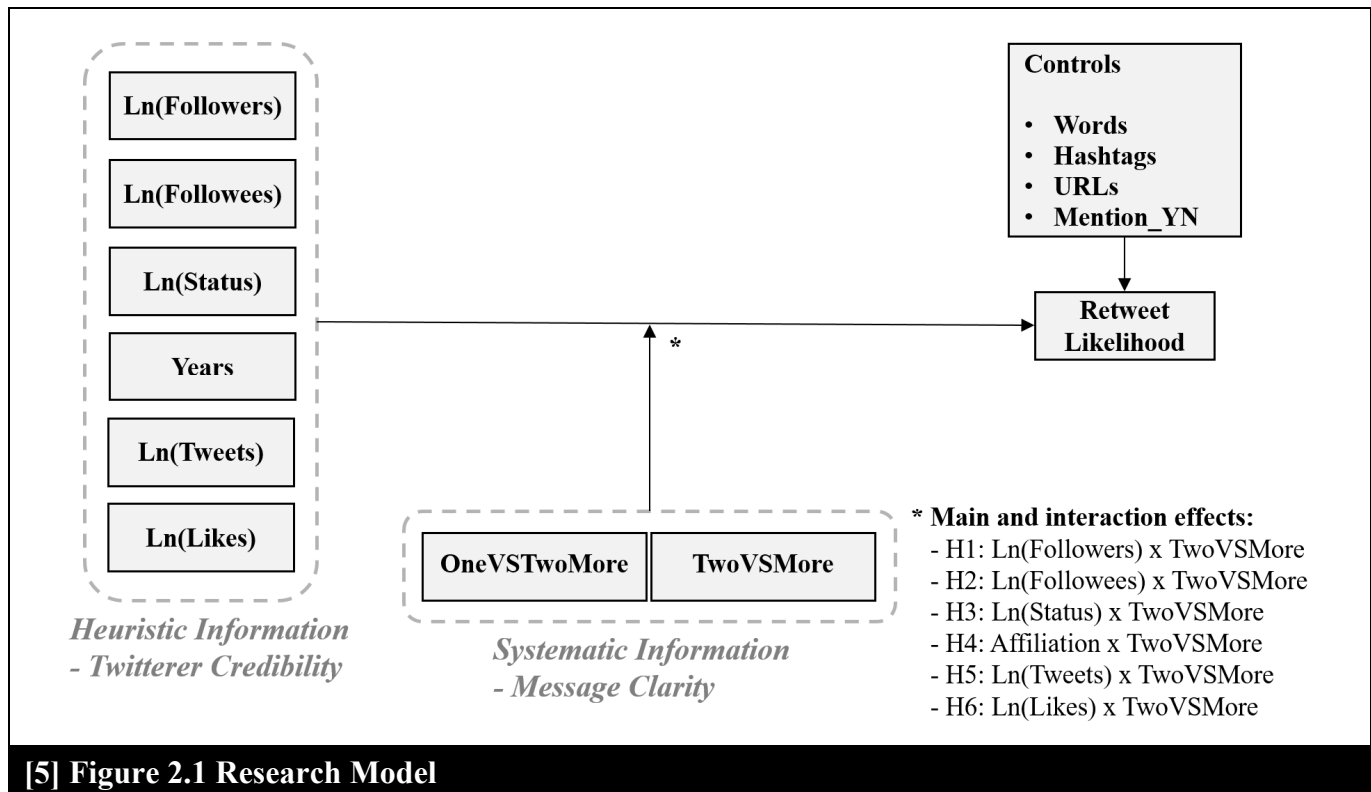 Ln(Followers)
Ln(Followees)
Ln(Status)
Years
Ln(Tweets)
Ln(Likes)
Heuristic Information
- Twitterer Credibility
Controls
• Words
• Hashtags
• URLs
• Mention_YN
Retweet
Likelihood
*
OneVSTwoMore
TwoVSMore
Systematic Information
- Message Clarity
* Main and interaction effects:
- H1: Ln(Followers) x TwoVSMore
- H2: Ln(Followees) x TwoVSMore
- H3: Ln(Status) x TwoVSMore
- H4: Affiliation x TwoVSMore
- H5: Ln(Tweets) x TwoVSMore
- H6: Ln(Likes) x TwoVSMore
[5] Figure 2.1 Research Model